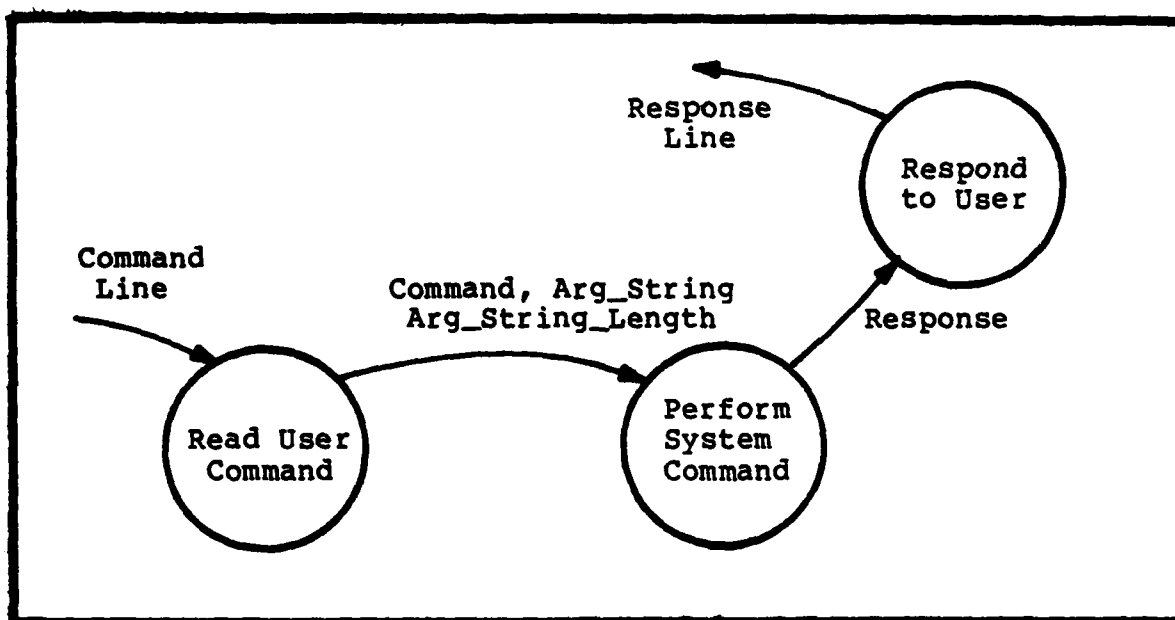 Response
Line
Respond
to User
Command
Line
Command, Arg_String
Arg_String_Length
Response
Read User
Command
Perform
System
Command